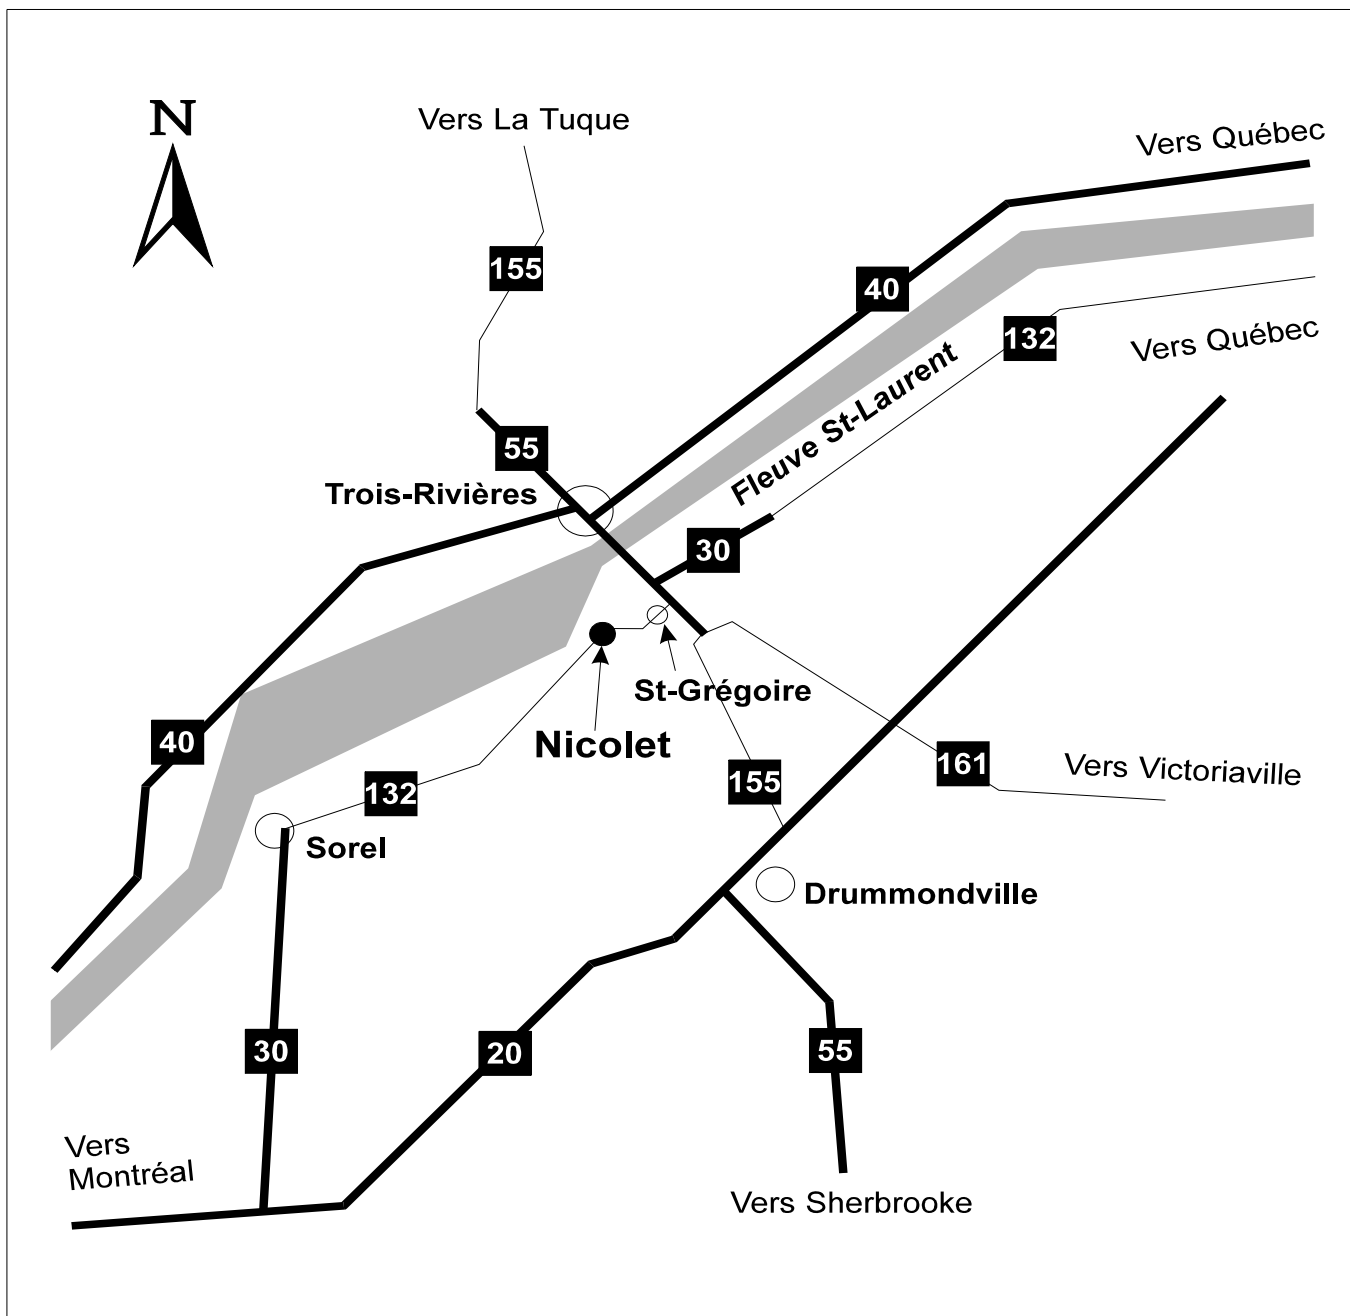 N
Vers La Tuque
Vers Québec
155
40
132
Vers Québec
Fleuve St-Laurent
55
Trois-Rivières
30
St-Grégoire
Nicolet
40
132
155
161
Vers Victoriaville
Sorel
Drummondville
30
20
55
Vers
Montréal
Vers Sherbrooke